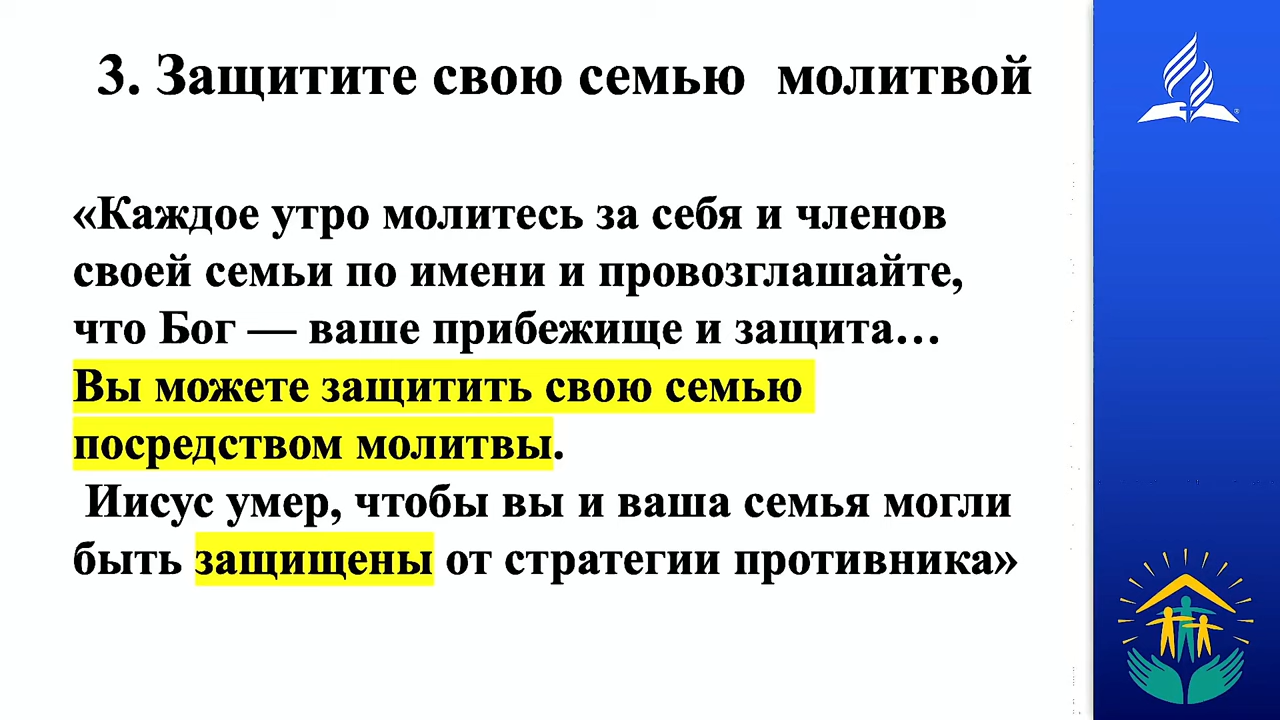 3. Защитите свою семью молитвой
«Каждое утро молитесь за себя и членов
своей семьи по имени и провозглашайте,
что Бог — ваше прибежище и защита…
Вы можете защитить свою семью
посредством молитвы.
Иисус умер, чтобы вы и ваша семья могли
быть защищены от стратегии противника»